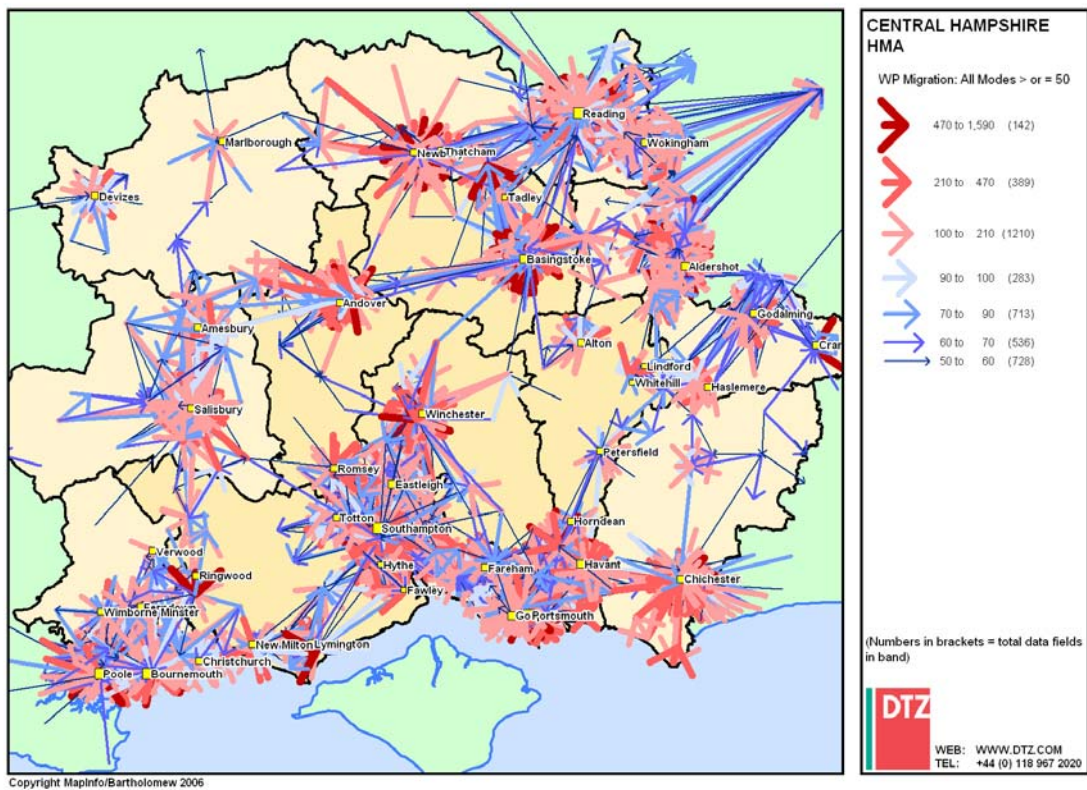 CENTRAL HAMPSHIRE
HMA
WP Migration: All Modes > or = 50
470 to 1,590 (142)
210 to 470 (389)
100 to 210 (1210)
90 to 100 (283)
70 to 90 (713)
60 to 70 (536)
50 to 60 (728)
(Numbers in brackets = total data fields
in band)
DTZ
WEB: WWW.DTZ.COM
TEL: +44 (0) 118 967 2020
Reading
Marlborough
Wokingham
Newb Thatcham
Devizes
Tadley
Basingstoke
Aldershot
Andover
Godalming
Amesbury
Alton
Cran
Lindford
Whitehill
Haslemere
Salisbury
Winchester
Petersfield
Romsey
Eastleigh
Totton
Southampton
Horndean
Verwood
Hythe
Fareham
Havant
Ringwood
Chichester
Fawley
Wimborne Minster
Go Portsmouth
New Milton Lymington
Christchurch
Poole
Bournemouth
Copyright MapInfo/Bartholomew 2006